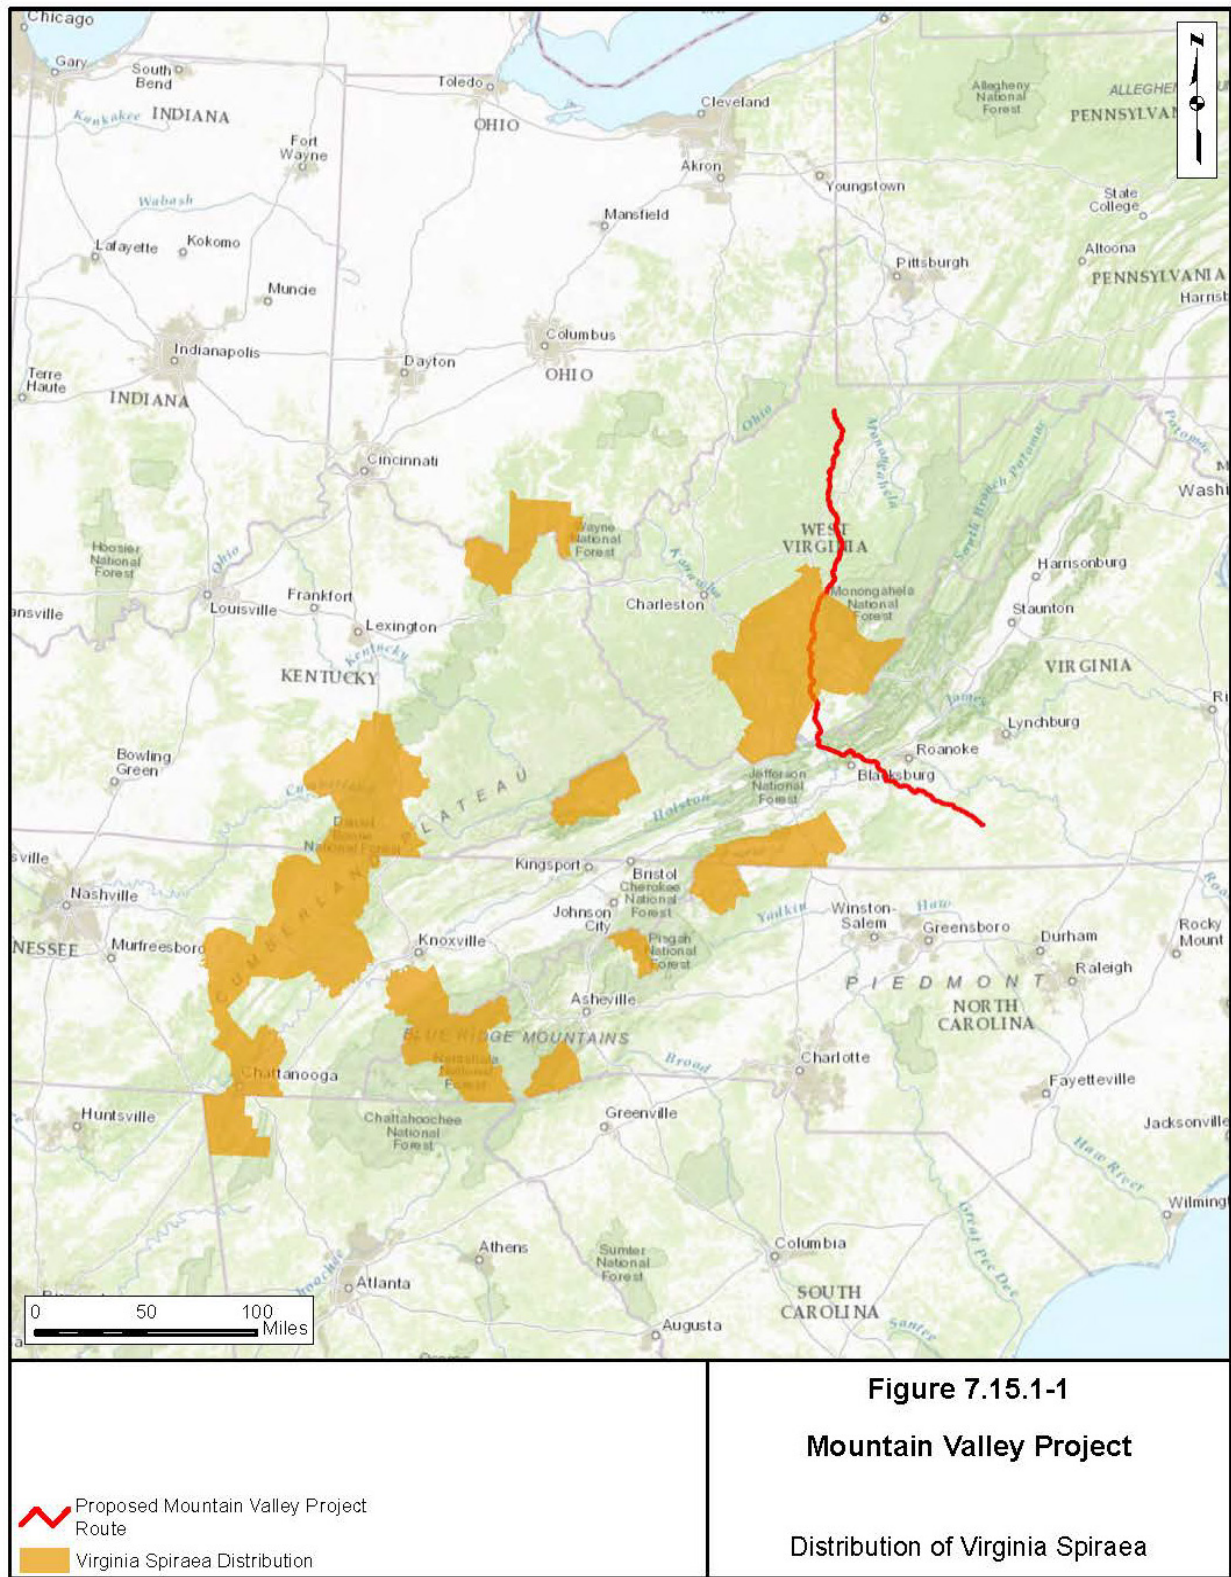 Chicago
Gary
South
Bend
Kankakee
INDIANA
Toledo
OHIO
Cleveland
Allegheny
National
Forest
N
Fort
Wayne
Akron
Youngstown
Wabash
State
College
Mansfield
Lafayette
Kokomo
Altoona
Pittsburgh
PENNSYLVANIA
Muncie
Columbus
Indianapolis
Dayton
OHIO
Terre
Haute
INDIANA
Ohio
Monongahela
South Branch Potomac
Potomac
Cincinnati
Wayne
National
Forest
WEST
VIRGINIA
Hoosier
National
Forest
Ohio
Kanawha
Harrisonburg
Frankfort
Louisville
Charleston
Monongahela
National
Forest
Staunton
Lexington
Kentucky
KENTUCKY
VIRGINIA
James
Lynchburg
Bowling
Green
Roanoke
Blacksburg
Jefferson
National
Forest
Cumberland
Holston
Daniel
Boone
National Forest
CUMBERLAND PLATEAU
Kingsport
Bristol
Nashville
Cherokee
National
Forest
Johnson
City
Yadkin
Winston-
Salem
Haw
Greensboro
Durham
Rocky
Mount
Murfreesboro
Knoxville
Pisgah
National
Forest
Raleigh
PIEDMONT
Asheville
NORTH
CAROLINA
BLUE RIDGE MOUNTAINS
Nantahala
National
Forest
Broad
Charlotte
Chattanooga
Fayetteville
Huntsville
Chattahoochee
National
Forest
Greenville
Jacksonville
Haw River
Great Pee Dee
Athens
Sumter
National
Forest
Columbia
Atlanta
SOUTH
CAROLINA
Augusta
Santee
0 50 100
Miles
Figure 7.15.1-1
Mountain Valley Project
Distribution of Virginia Spiraea
Proposed Mountain Valley Project
Route
Virginia Spiraea Distribution